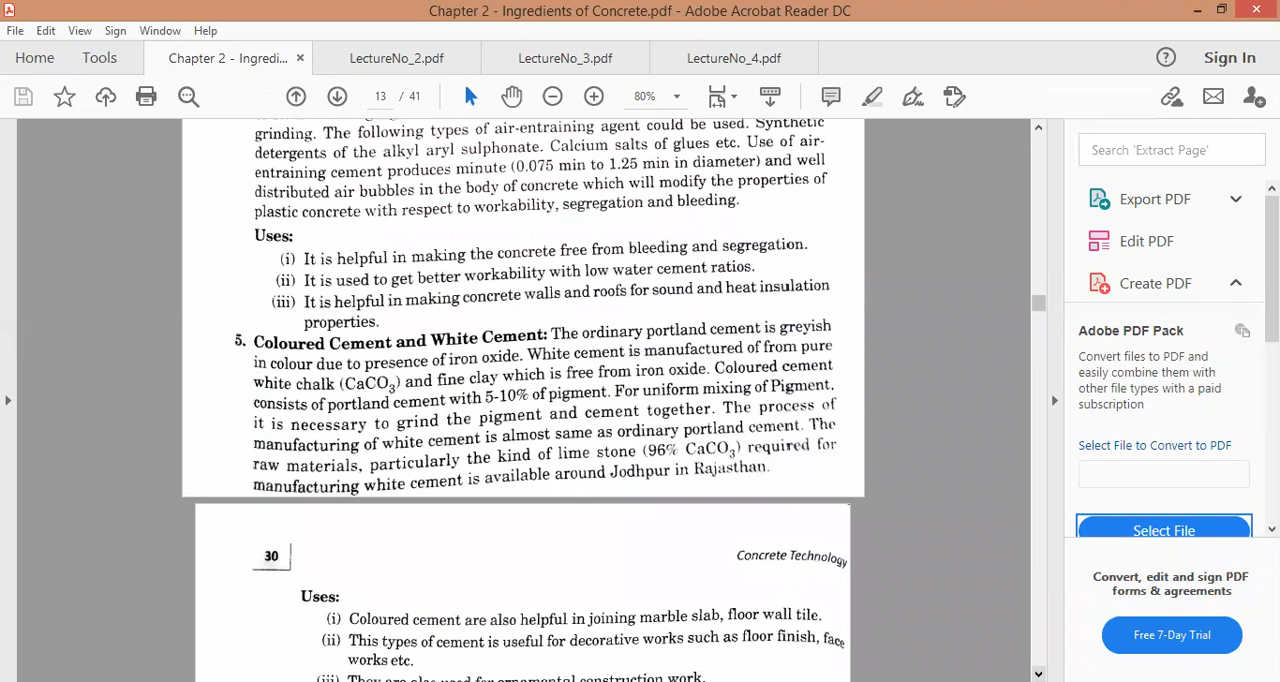 Chapter 2 - Ingredients of Concrete.pdf - Adobe Acrobat Reader DC
File Edit View Sign Window Help
Home Tools Chapter 2 - Ingredi... × LectureNo_2.pdf LectureNo_3.pdf LectureNo_4.pdf ? Sign In
13 / 41 80%
grinding. The following types of air-entraining agent could be used. Synthetic
detergents of the alkyl aryl sulphonate. Calcium salts of glues etc. Use of air-
entraining cement produces minute (0.075 min to 1.25 min in diameter) and well
distributed air bubbles in the body of concrete which will modify the properties of
plastic concrete with respect to workability, segregation and bleeding.
Uses:
(i) It is helpful in making the concrete free from bleeding and segregation.
(ii) It is used to get better workability with low water cement ratios.
(iii) It is helpful in making concrete walls and roofs for sound and heat insulation
properties.
5. Coloured Cement and White Cement: The ordinary portland cement is greyish
in colour due to presence of iron oxide. White cement is manufactured of from pure
white chalk (CaCO₃) and fine clay which is free from iron oxide. Coloured cement
consists of portland cement with 5-10% of pigment. For uniform mixing of Pigment,
it is necessary to grind the pigment and cement together. The process of
manufacturing of white cement is almost same as ordinary portland cement. The
raw materials, particularly the kind of lime stone (96% CaCO₃) required for
manufacturing white cement is available around Jodhpur in Rajasthan.
30 Concrete Technology
Uses:
(i) Coloured cement are also helpful in joining marble slab, floor wall tile.
(ii) This types of cement is useful for decorative works such as floor finish, face
works etc.
(iii) They are also used for ornamental construction work.
Search 'Extract Page'
Export PDF
Edit PDF
Create PDF
Adobe PDF Pack
Convert files to PDF and
easily combine them with
other file types with a paid
subscription
Select File to Convert to PDF
Select File
Convert, edit and sign PDF
forms & agreements
Free 7-Day Trial